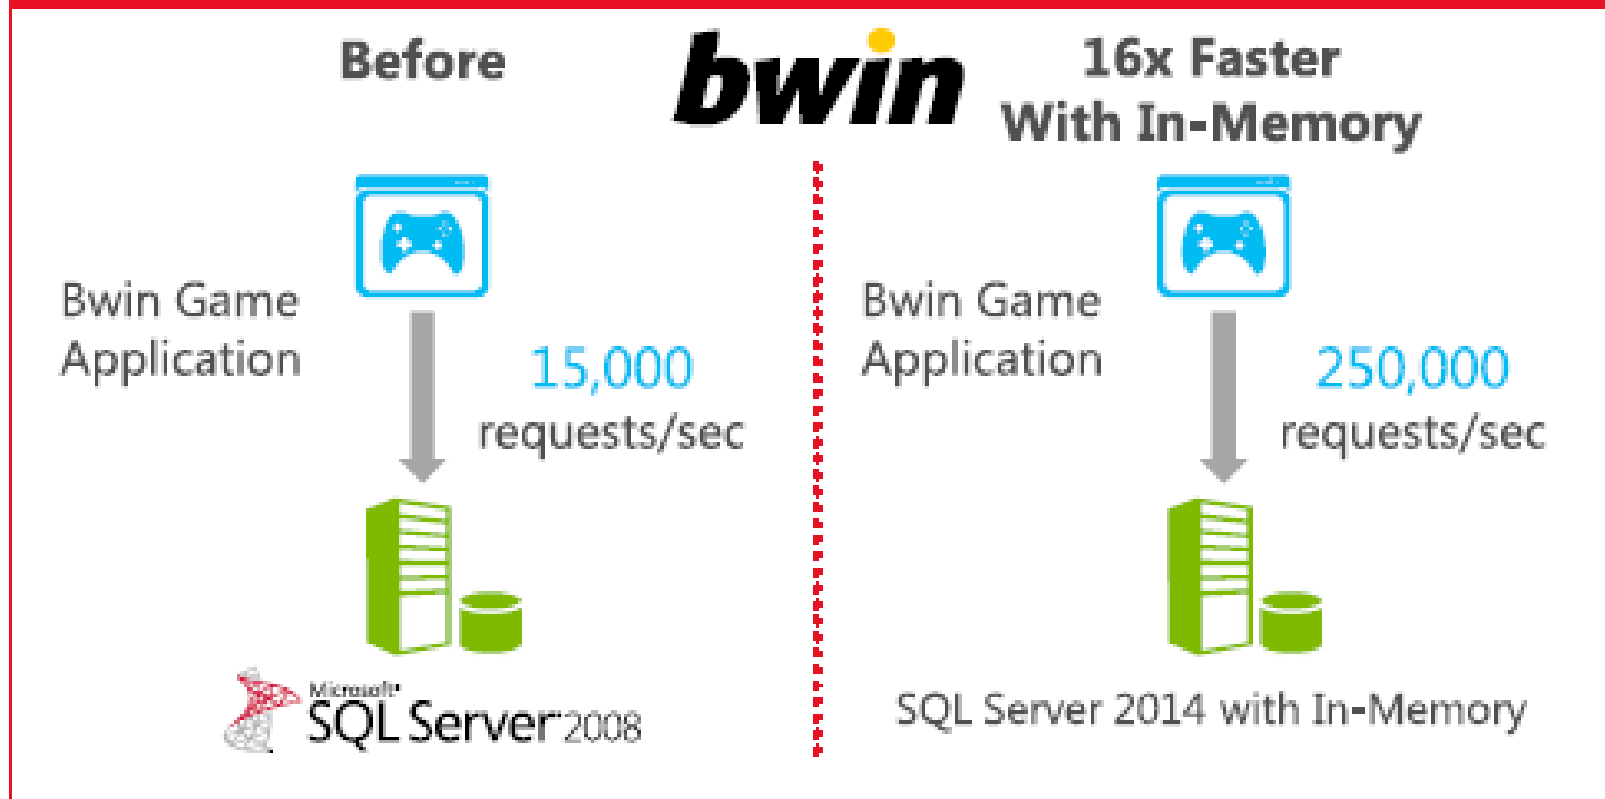 Before
bwin
16x Faster
With In-Memory
Bwin Game
Application
15,000
requests/sec
Microsoft®
SQL Server 2008
Bwin Game
Application
250,000
requests/sec
SQL Server 2014 with In-Memory